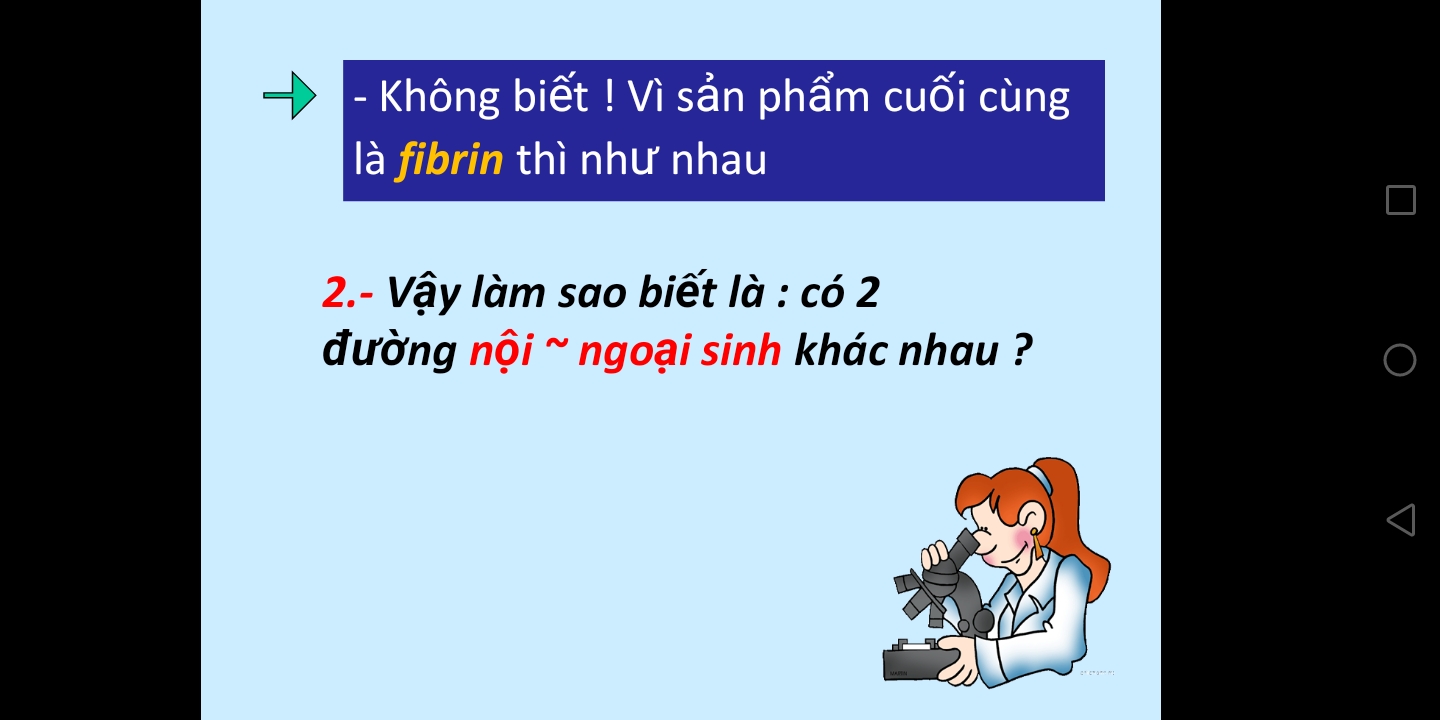 - Không biết ! Vì sản phẩm cuối cùng
là fibrin thì như nhau
2.- Vậy làm sao biết là : có 2
đường nội ~ ngoại sinh khác nhau ?